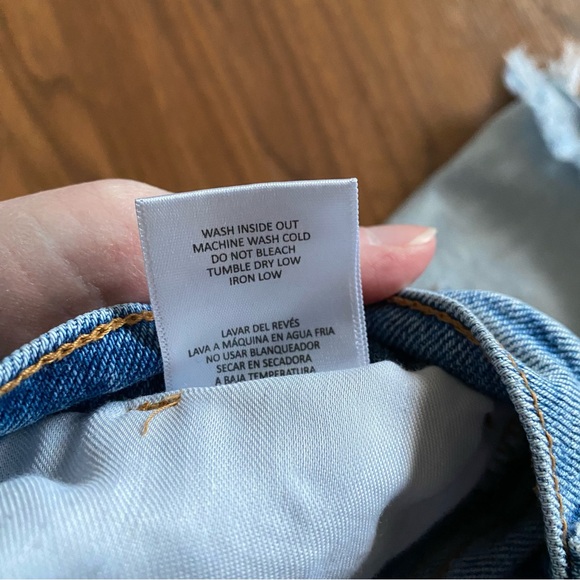 WASH INSIDE OUT
MACHINE WASH COLD
DO NOT BLEACH
TUMBLE DRY LOW
IRON LOW
LAVAR DEL REVÉS
LAVA A MÁQUINA EN AGUA FRIA
NO USAR BLANQUEADOR
SECAR EN SECADORA
A BAJA TEMPERATURA